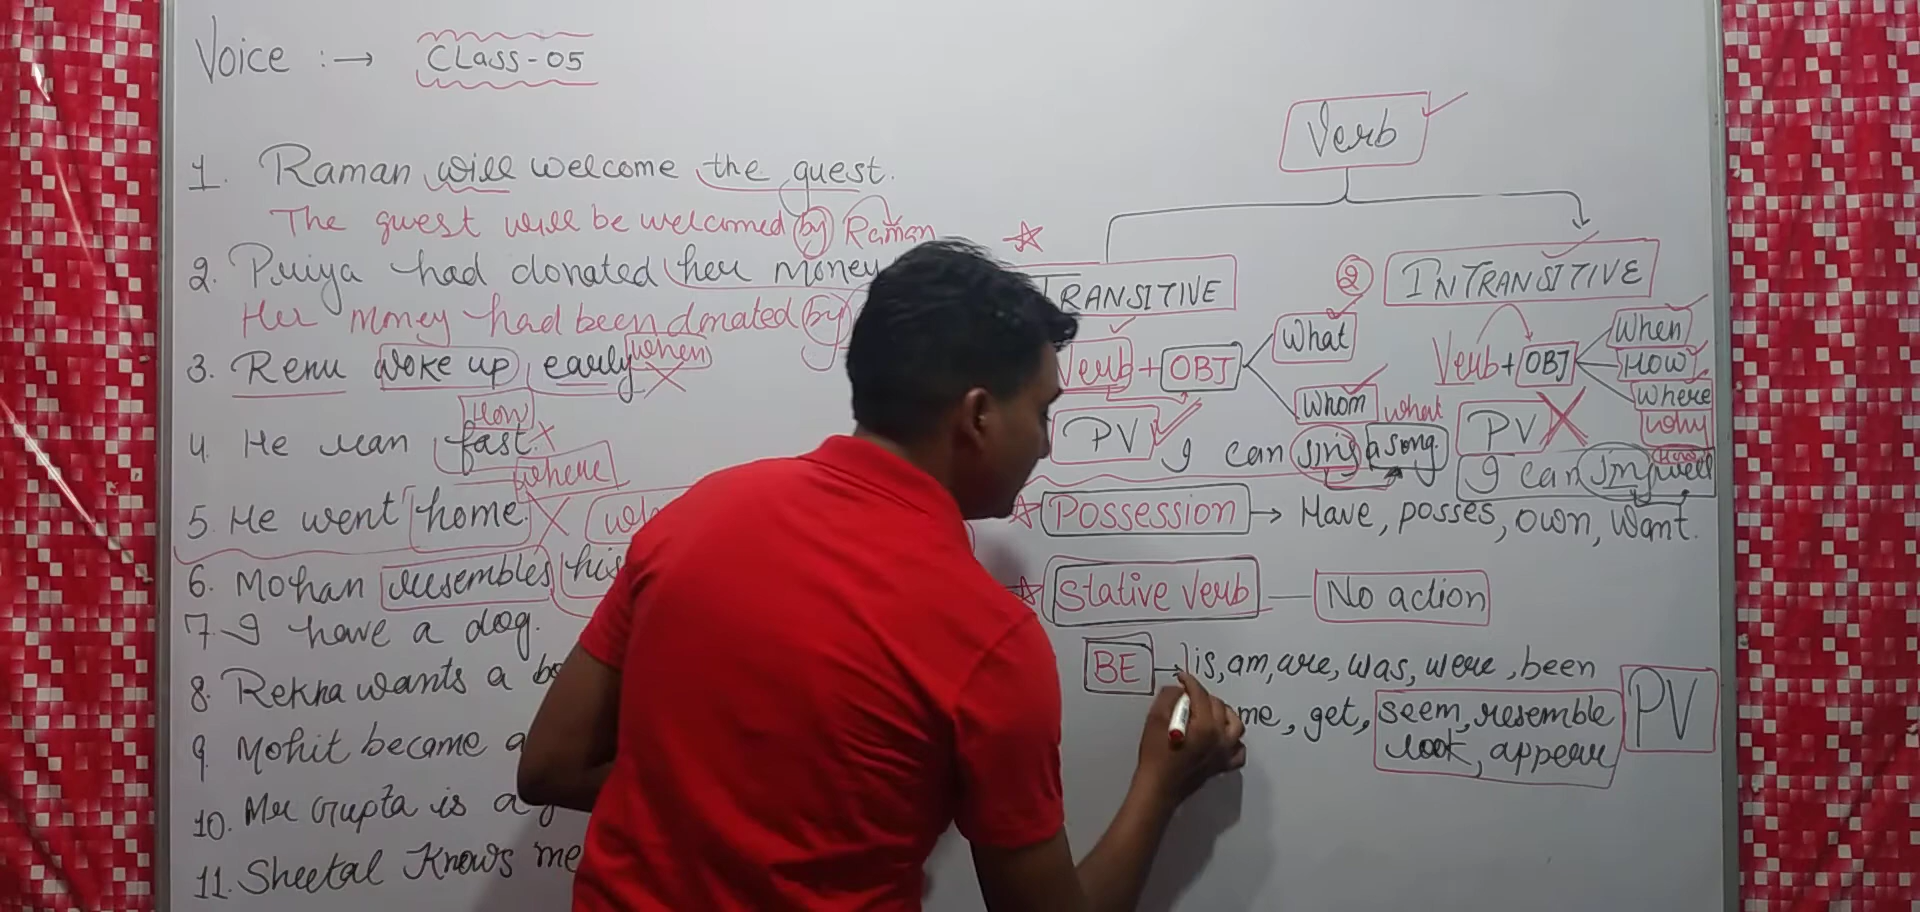 Voice :→ CLass-05
1. Raman will welcome the guest.
The guest will be welcomed by Raman
2. Priya had donated her money
Her money had been donated by
3. Renu woke up early when
How
4. He ran fast.
where
5. He went home.
6. Mohan resembles his
7. I have a dog.
8. Rekha wants a
9. Mohit became a
10. Mr Gupta is a
11. Sheetal Knows me
Verb
TRANSITIVE
Verb + OBJ
What
Whom
PV
what
I can sing a song.
2 INTRANSITIVE
Verb + OBJ
When
How
Where
why
PV
How
I can sing well
Possession → Have, posses, own, Want.
Stative Verb — No action
BE → is, am, are, was, were, been
get, seem, resemble
look, appear
PV